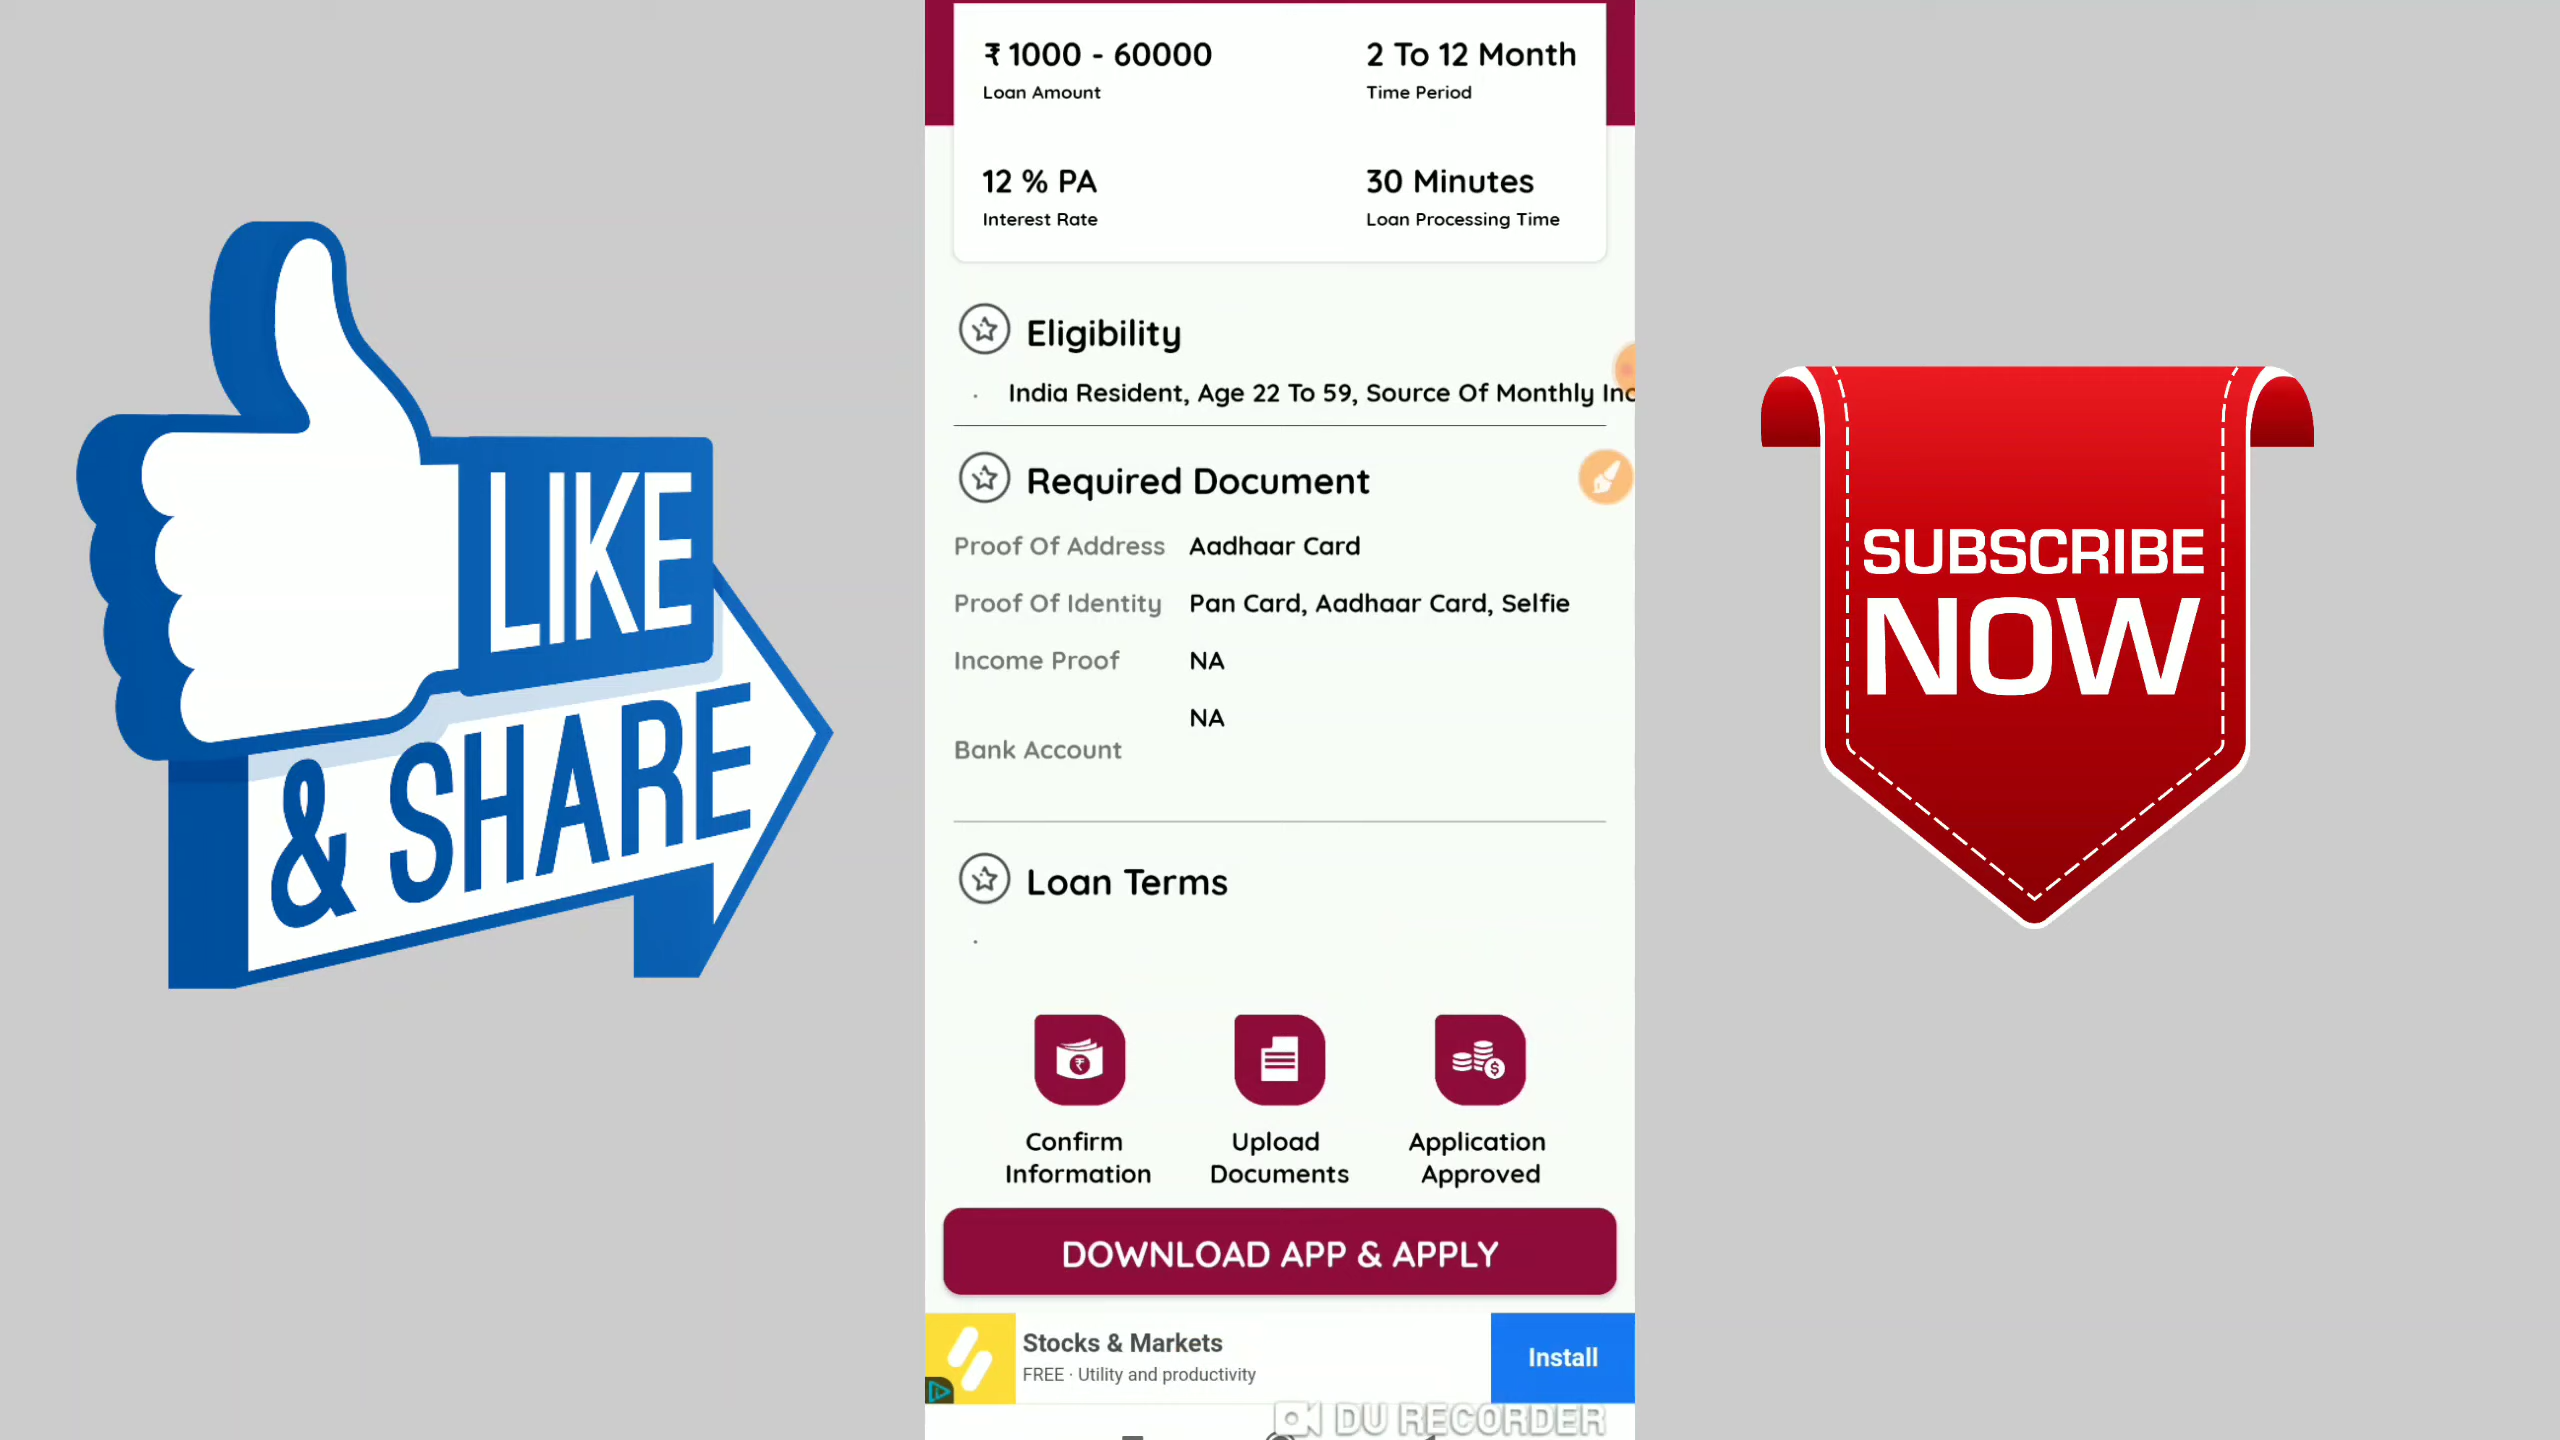 ₹ 1000 - 60000
Loan Amount
2 To 12 Month
Time Period
12 % PA
Interest Rate
30 Minutes
Loan Processing Time
Eligibility
India Resident, Age 22 To 59, Source Of Monthly
Required Document
Proof Of Address Aadhaar Card
Proof Of Identity Pan Card, Aadhaar Card, Selfie
Income Proof NA
NA
Bank Account
Loan Terms
Confirm
Information
Upload
Documents
Application
Approved
DOWNLOAD APP & APPLY
Stocks & Markets
FREE · Utility and productivity
Install
DU RECORDER
LIKE
& SHARE
SUBSCRIBE
NOW